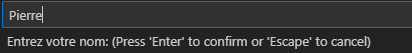 Pierre
Entrez votre nom: (Press 'Enter' to confirm or 'Escape' to cancel)